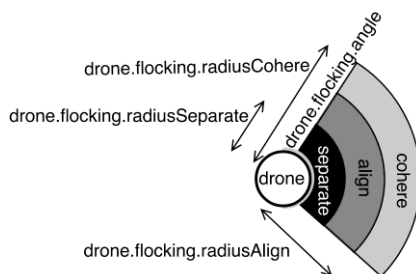 drone.flocking.angle
drone.flocking.radiusCohere
drone.flocking.radiusSeparate
drone
separate
align
cohere
drone.flocking.radiusAlign